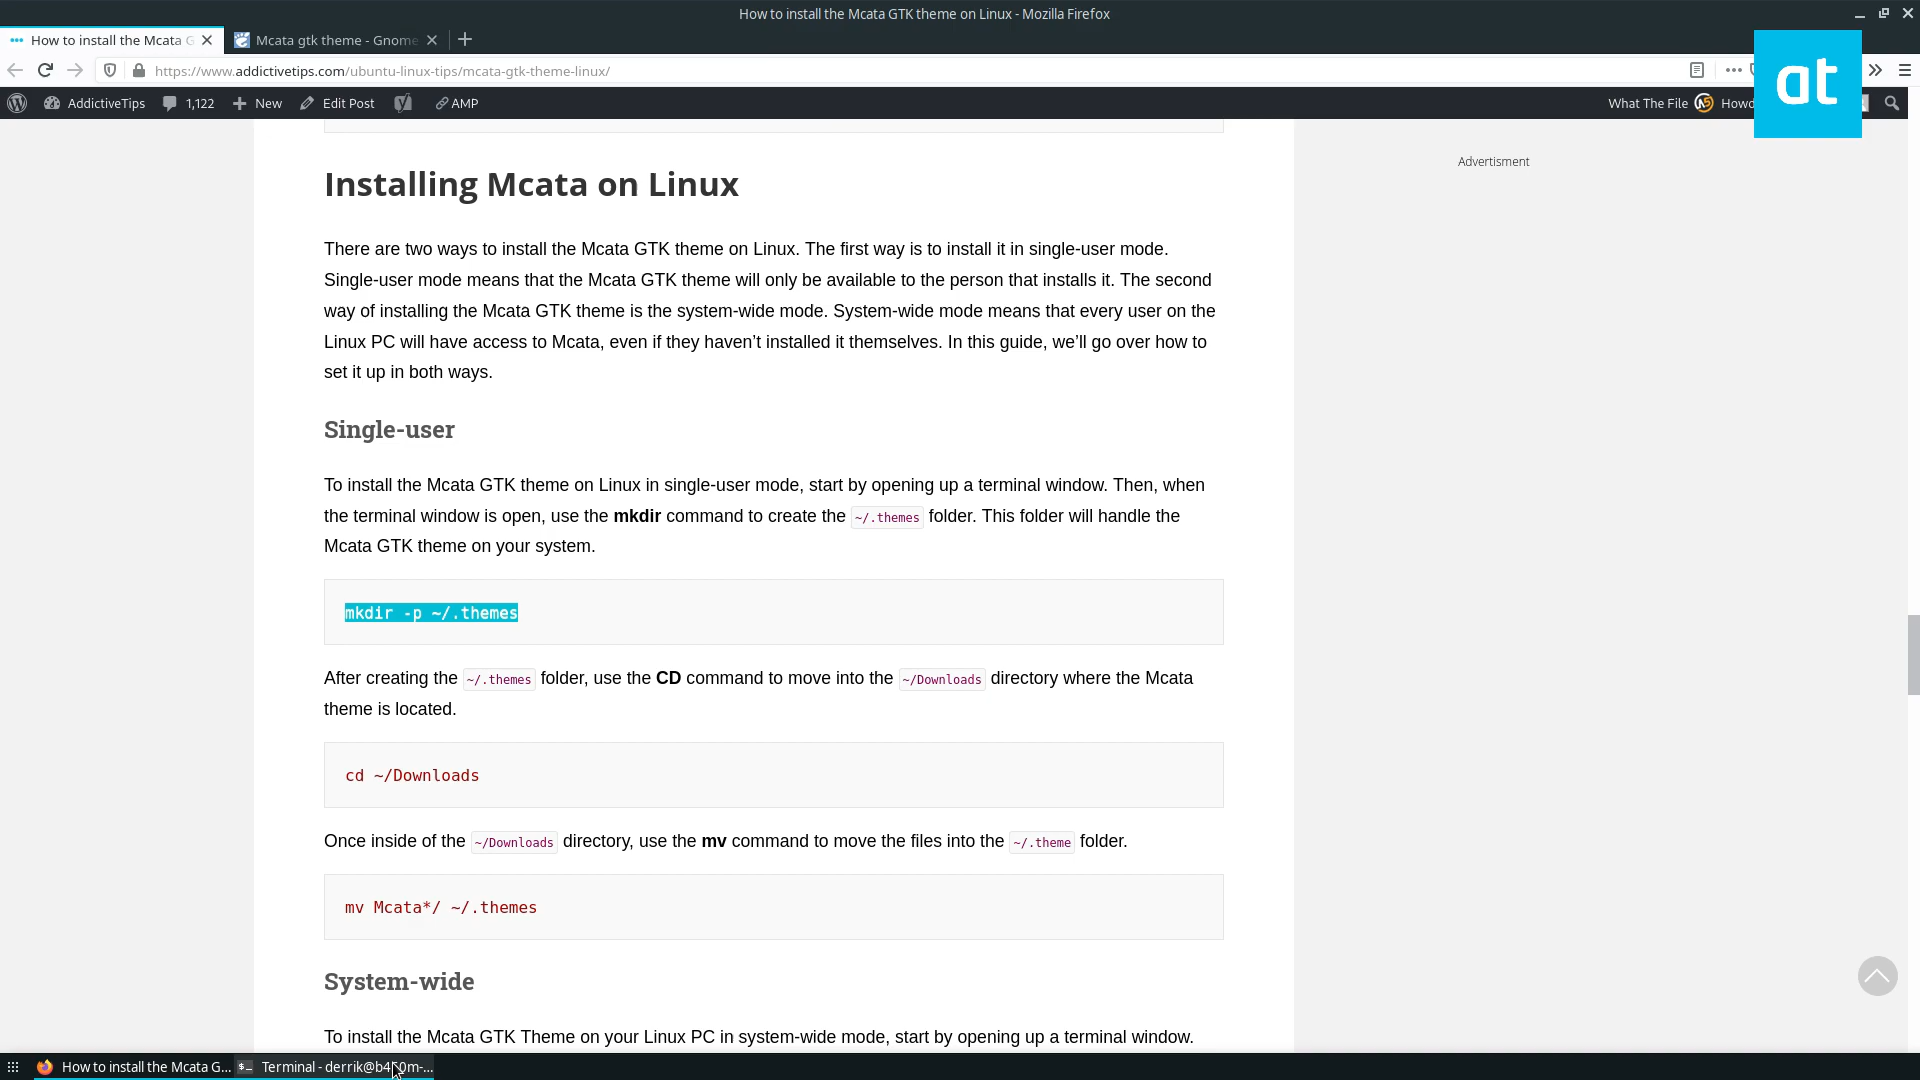 How to install the Mcata GTK theme on Linux - Mozilla Firefox
How to install the Mcata G
Mcata gtk theme - Gnome
https://www.addictivetips.com/ubuntu-linux-tips/mcata-gtk-theme-linux/
AddictiveTips 1,122 New Edit Post AMP What The File Howd
at
Advertisment
Installing Mcata on Linux
There are two ways to install the Mcata GTK theme on Linux. The first way is to install it in single-user mode.
Single-user mode means that the Mcata GTK theme will only be available to the person that installs it. The second
way of installing the Mcata GTK theme is the system-wide mode. System-wide mode means that every user on the
Linux PC will have access to Mcata, even if they haven’t installed it themselves. In this guide, we’ll go over how to
set it up in both ways.
Single-user
To install the Mcata GTK theme on Linux in single-user mode, start by opening up a terminal window. Then, when
the terminal window is open, use the mkdir command to create the ~/.themes folder. This folder will handle the
Mcata GTK theme on your system.
mkdir -p ~/.themes
After creating the ~/.themes folder, use the CD command to move into the ~/Downloads directory where the Mcata
theme is located.
cd ~/Downloads
Once inside of the ~/Downloads directory, use the mv command to move the files into the ~/.theme folder.
mv Mcata*/ ~/.themes
System-wide
To install the Mcata GTK Theme on your Linux PC in system-wide mode, start by opening up a terminal window.
How to install the Mcata G...
Terminal - derrik@b450m-...